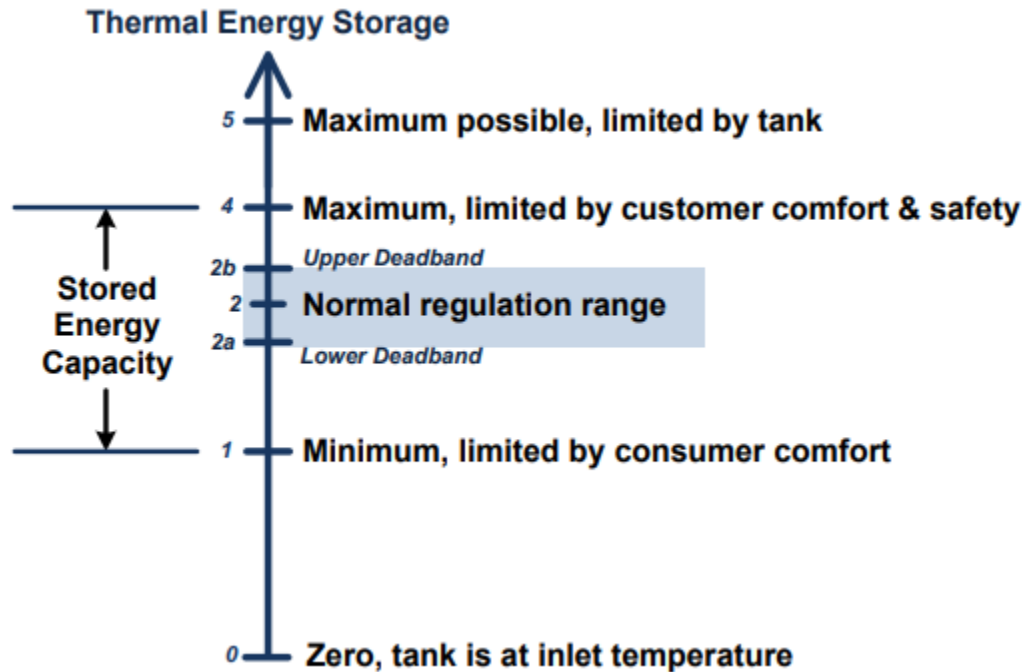 Thermal Energy Storage
5 Maximum possible, limited by tank
4 Maximum, limited by customer comfort & safety
Upper Deadband
2b
Stored
Energy
Capacity
2 Normal regulation range
2a
Lower Deadband
1 Minimum, limited by consumer comfort
0 Zero, tank is at inlet temperature